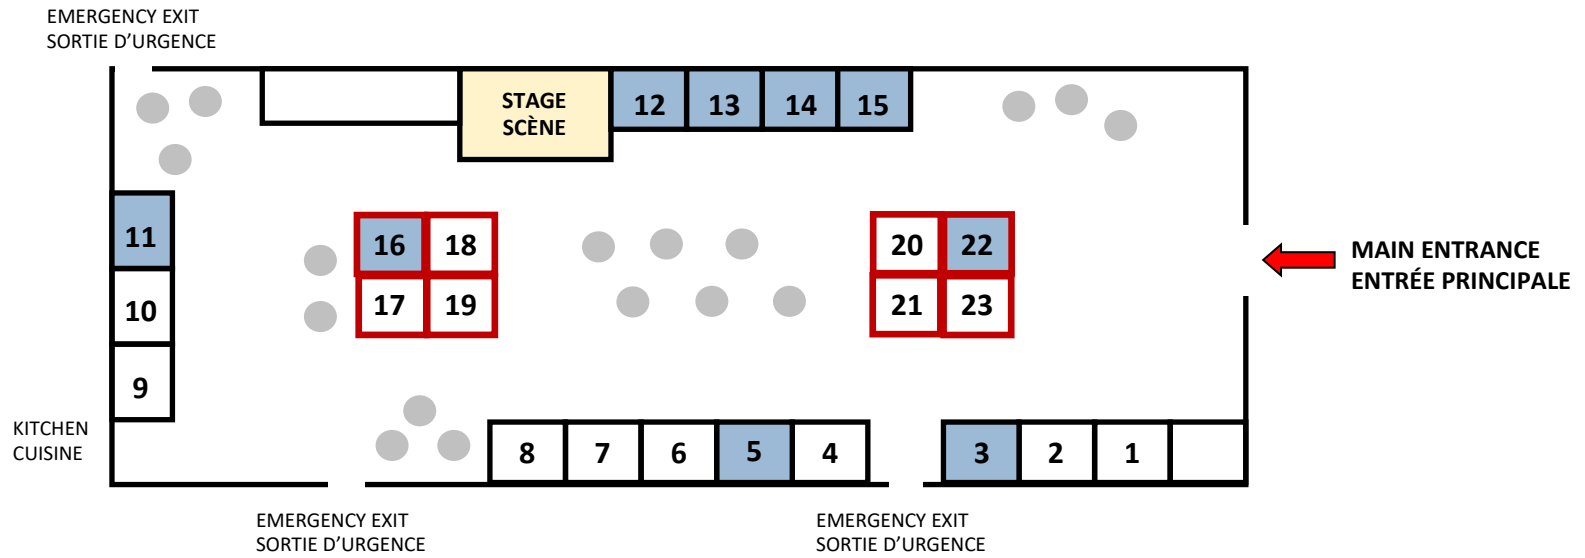 EMERGENCY EXIT
SORTIE D'URGENCE
STAGE
SCÈNE
12 13 14 15
11
16 18
20 22
MAIN ENTRANCE
ENTRÉE PRINCIPALE
10
17 19
21 23
9
KITCHEN
CUISINE
8 7 6 5 4
3 2 1
EMERGENCY EXIT
SORTIE D'URGENCE
EMERGENCY EXIT
SORTIE D'URGENCE